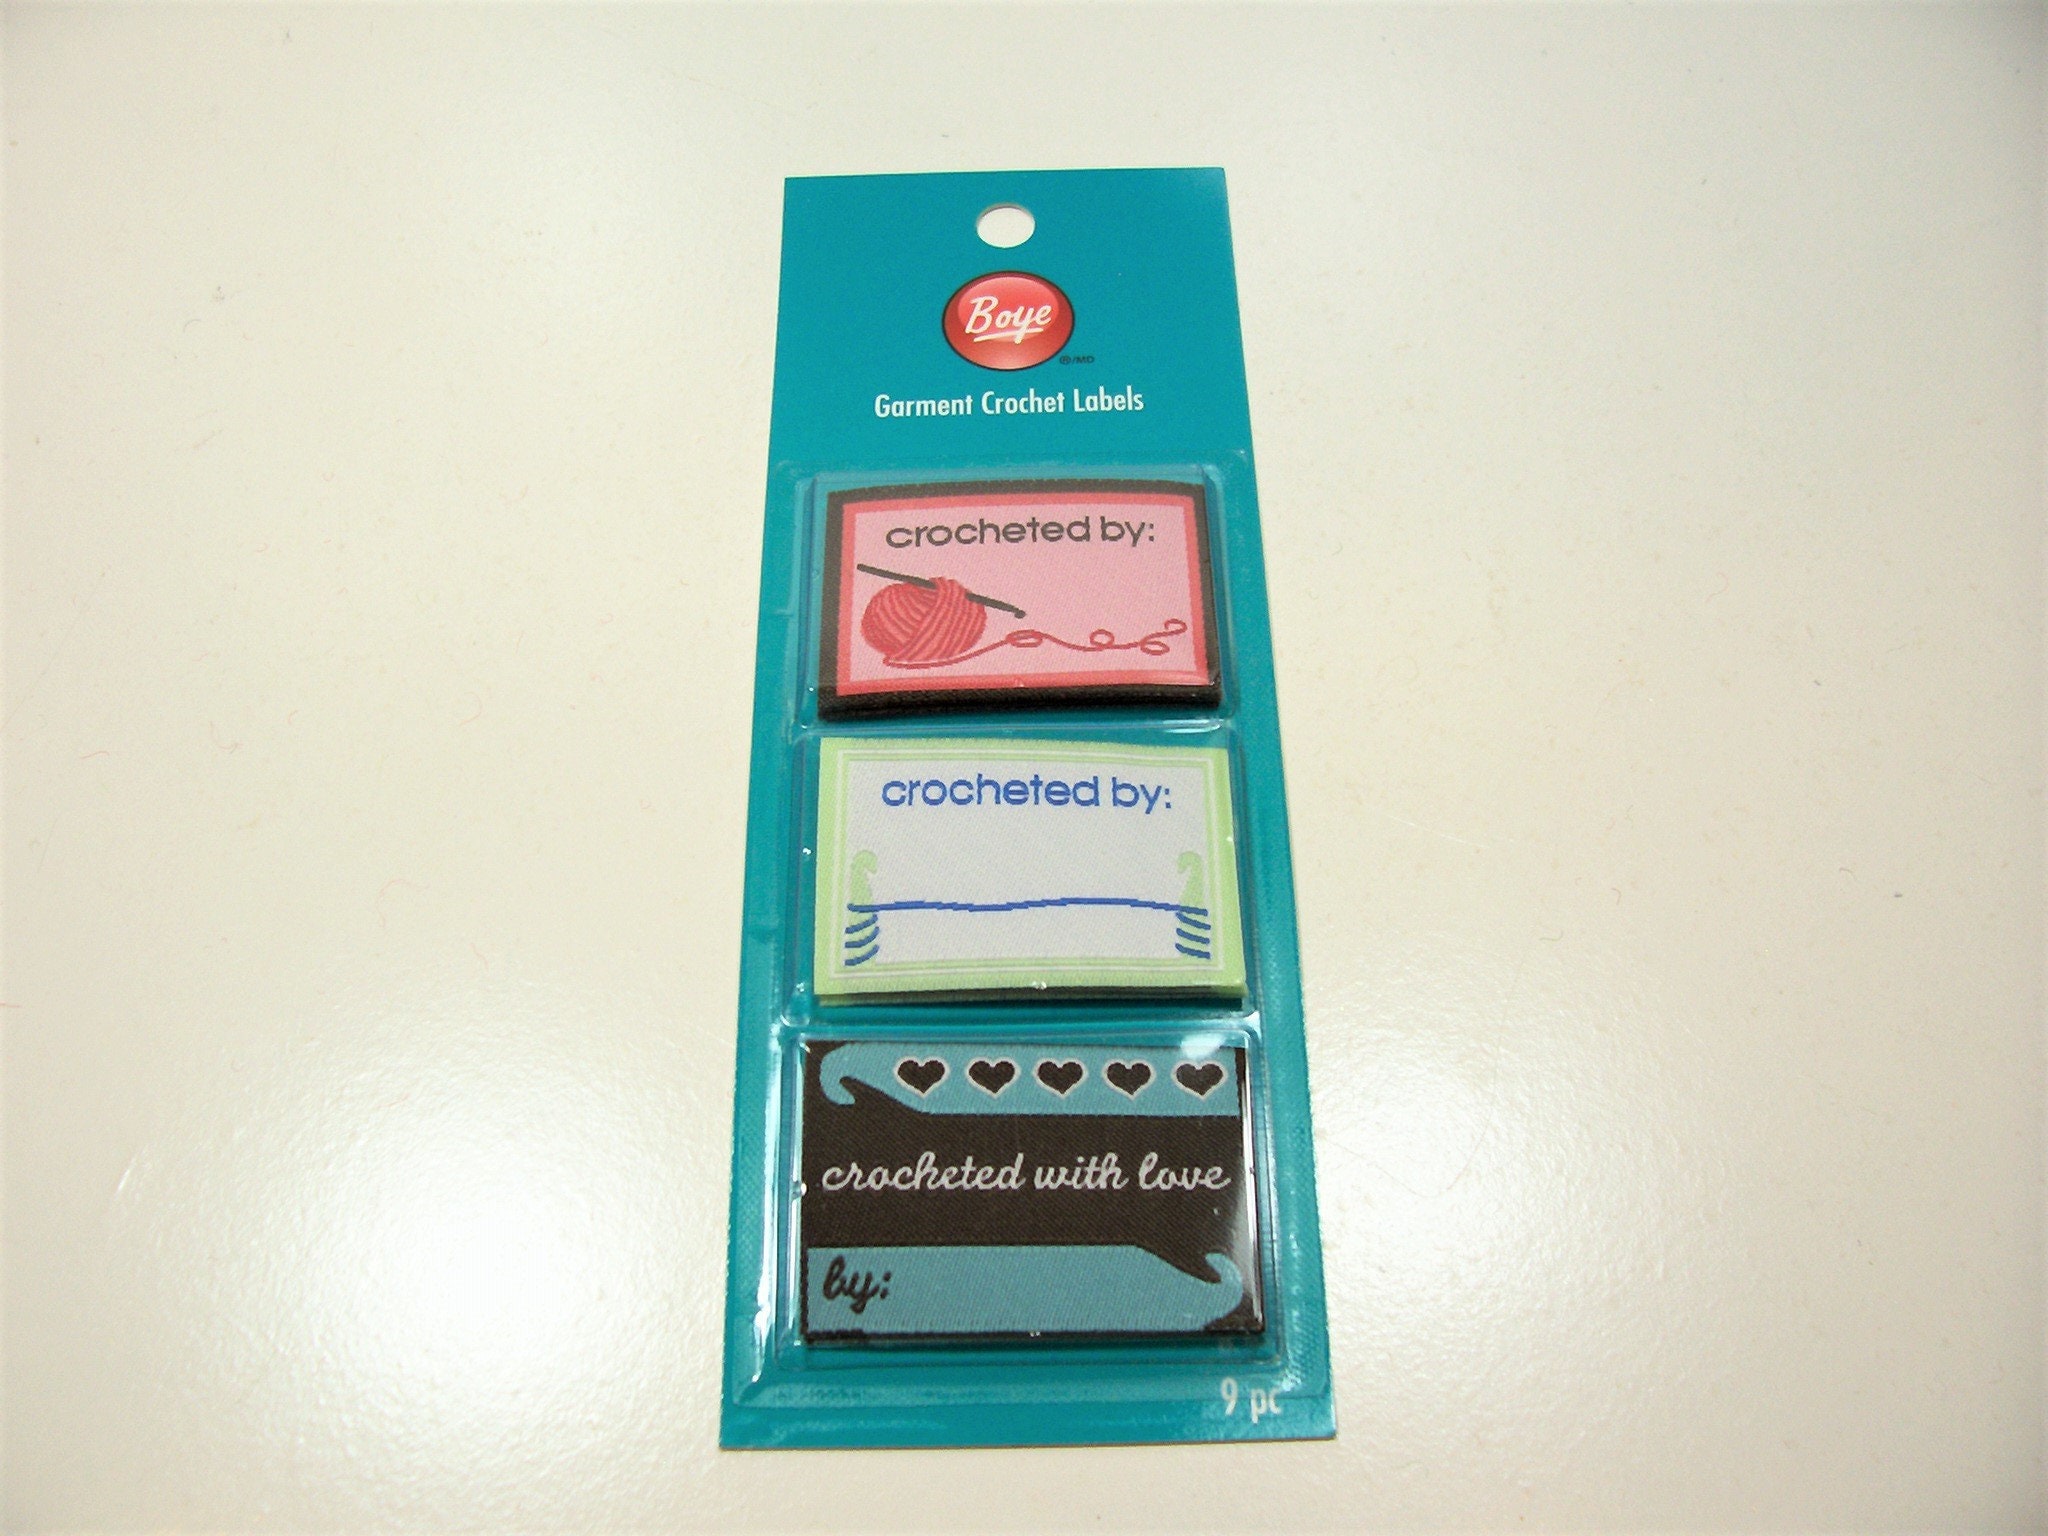 Boye
®/MD
Garment Crochet Labels
crocheted by:
crocheted by:
crocheted with love
by:
9 pc